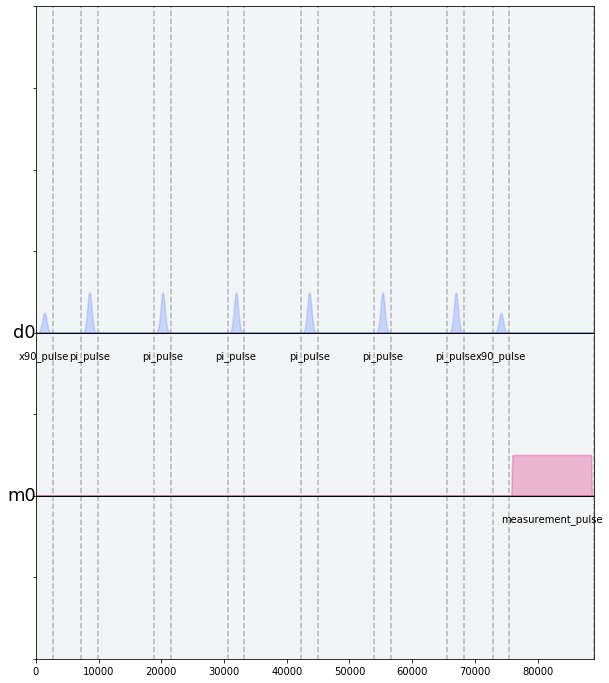 d0
x90_pulse pi_pulse pi_pulse pi_pulse pi_pulse pi_pulse pi_pulse x90_pulse
m0
measurement_pulse
0 10000 20000 30000 40000 50000 60000 70000 80000